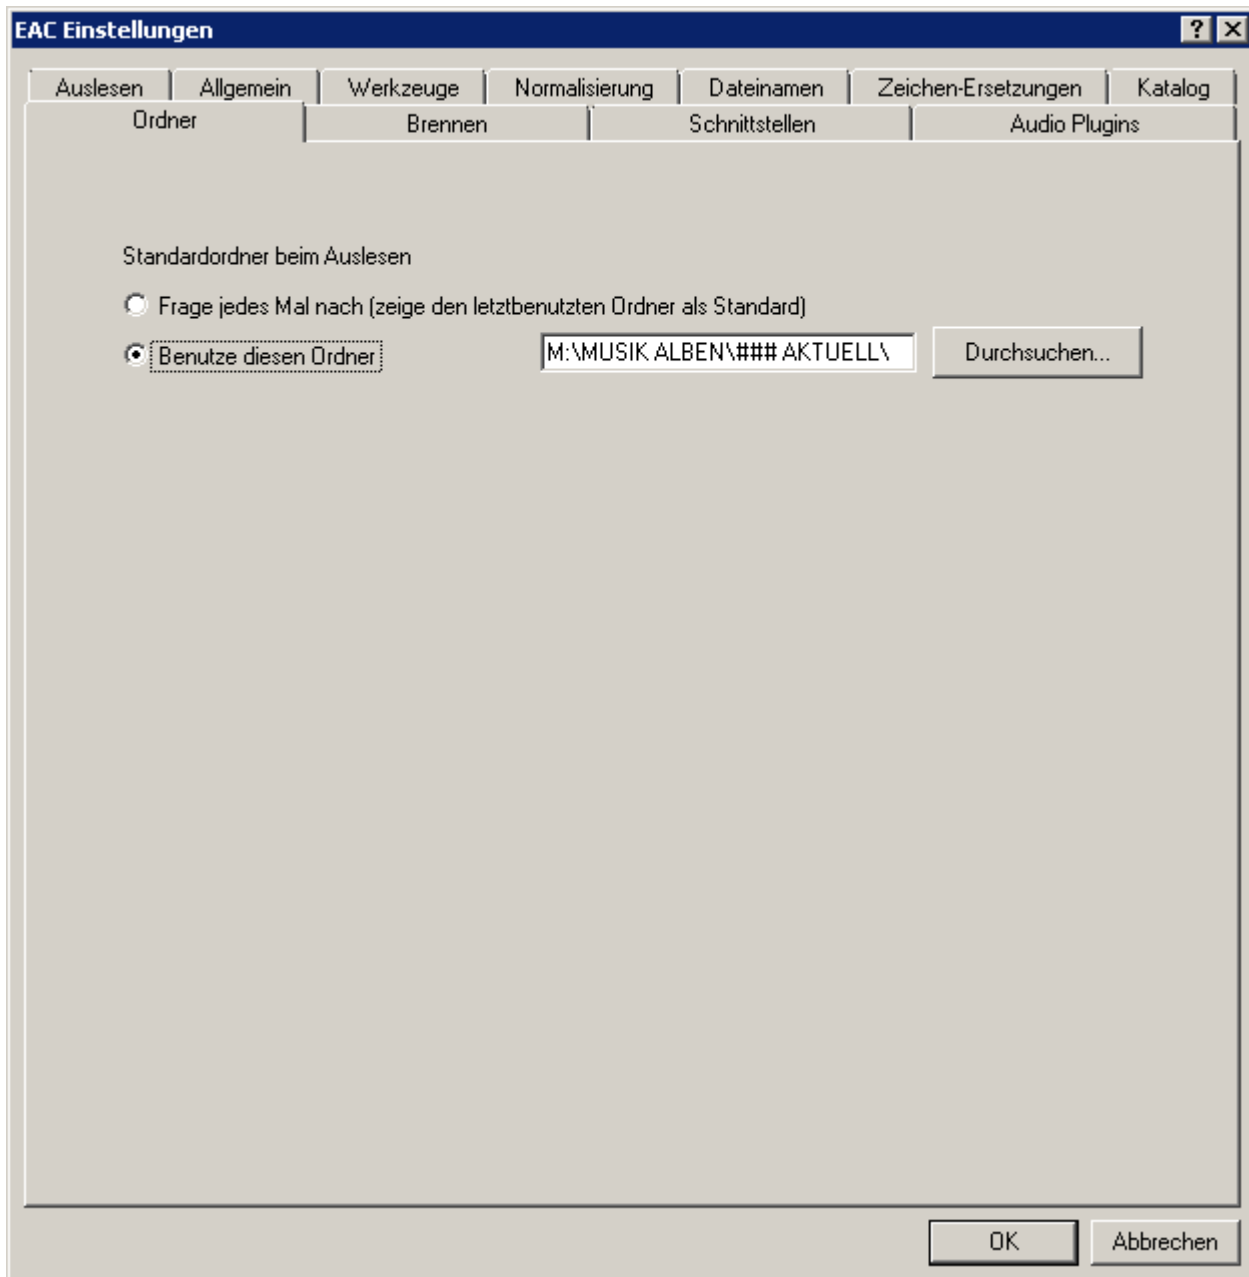 EAC Einstellungen
Auslesen Allgemein Werkzeuge Normalisierung Dateinamen Zeichen-Ersetzungen Katalog
Ordner Brennen Schnittstellen Audio Plugins
Standardordner beim Auslesen
Frage jedes Mal nach (zeige den letztbenutzten Ordner als Standard)
Benutze diesen Ordner M:\MUSIK ALBEN\### AKTUELL\ Durchsuchen...
OK Abbrechen